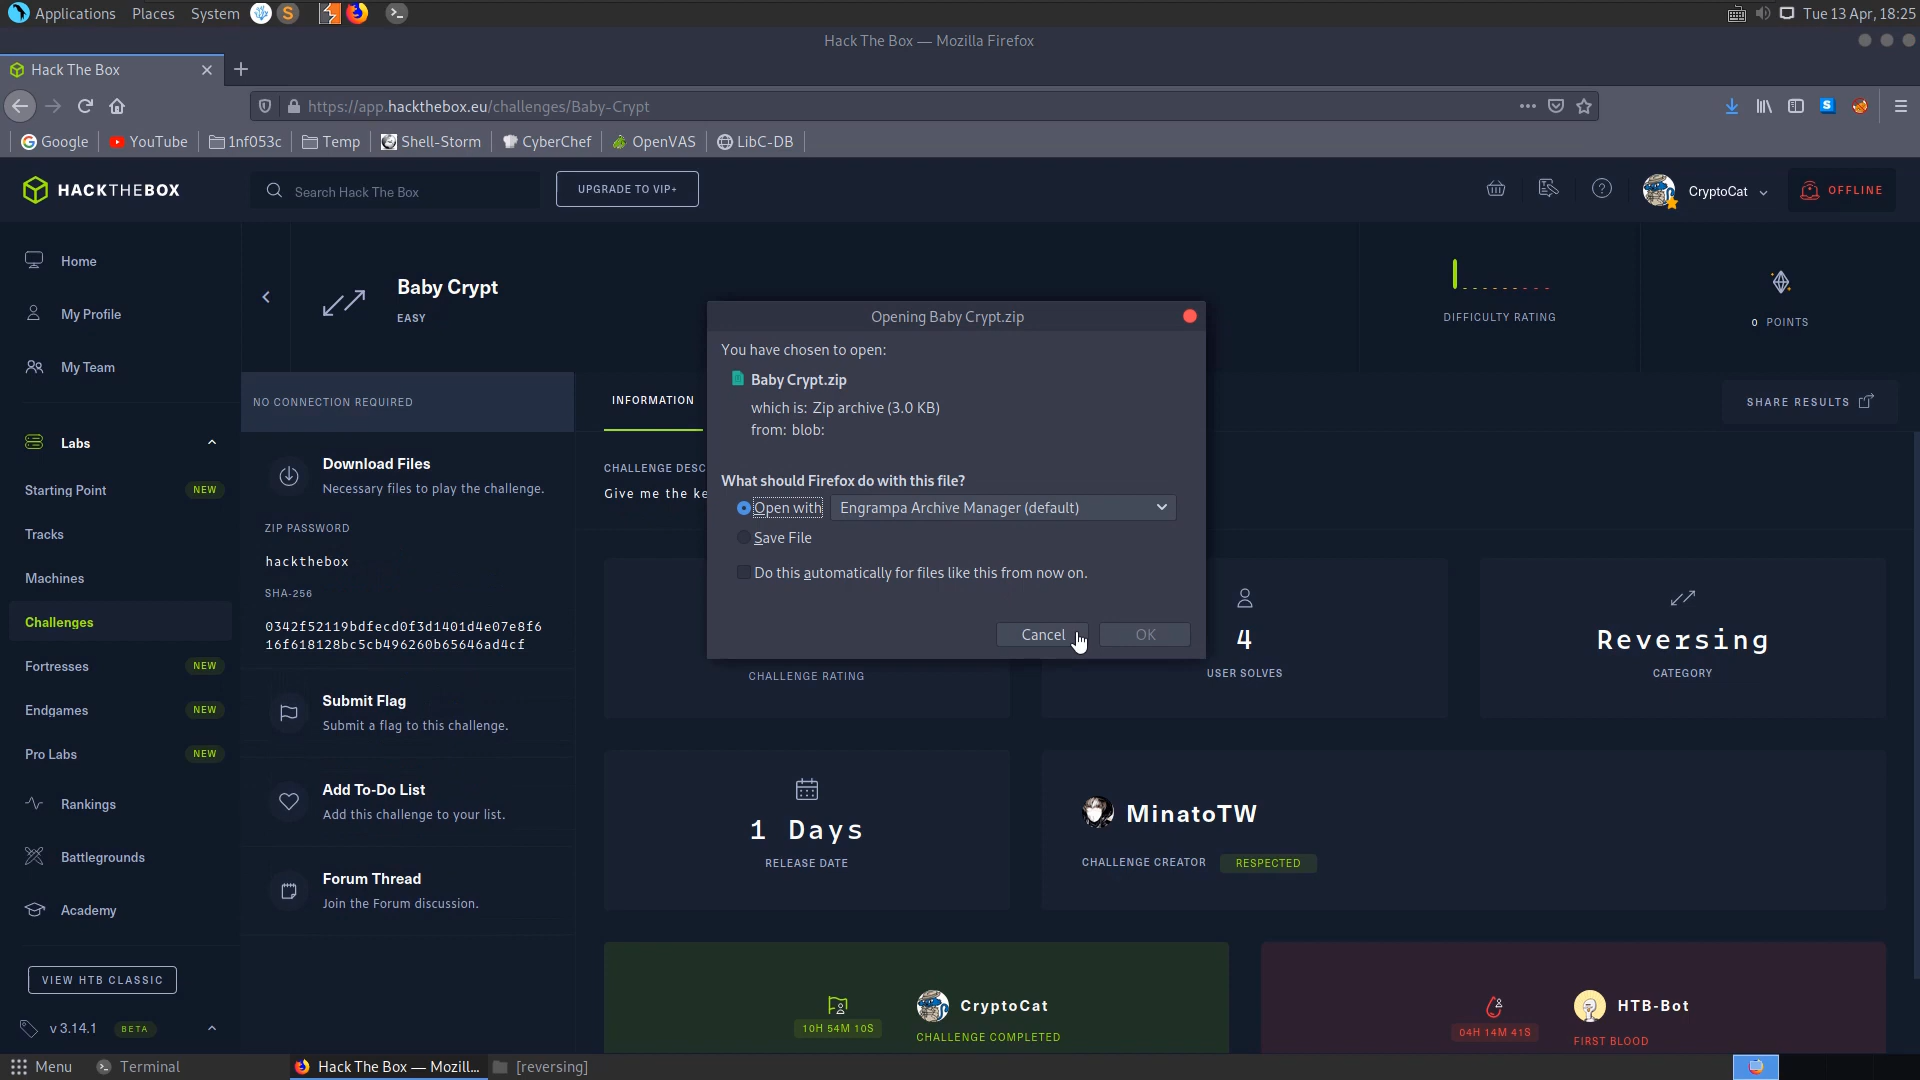 Applications Places System
Tue 13 Apr, 18:25
Hack The Box — Mozilla Firefox
Hack The Box
https://app.hackthebox.eu/challenges/Baby-Crypt
Google
YouTube
1nf053c
Temp
Shell-Storm
CyberChef
OpenVAS
LibC-DB
HACKTHEBOX
Search Hack The Box
UPGRADE TO VIP+
CryptoCat
OFFLINE
Home
My Profile
My Team
Labs
Starting Point NEW
Tracks
Machines
Challenges
Fortresses NEW
Endgames NEW
Pro Labs NEW
Rankings
Battlegrounds
Academy
VIEW HTB CLASSIC
v 3.14.1 BETA
Baby Crypt
EASY
DIFFICULTY RATING
0 POINTS
NO CONNECTION REQUIRED
Download Files
Necessary files to play the challenge.
ZIP PASSWORD
hackthebox
SHA-256
0342f52119bdfecd0f3d1401d4e07e8f6
16f618128bc5cb496260b65646ad4cf
Submit Flag
Submit a flag to this challenge.
Add To-Do List
Add this challenge to your list.
Forum Thread
Join the Forum discussion.
INFORMATION
SHARE RESULTS
CHALLENGE DESC
Give me the ke
Opening Baby Crypt.zip
You have chosen to open:
Baby Crypt.zip
which is: Zip archive (3.0 KB)
from: blob:
What should Firefox do with this file?
Open with Engrampa Archive Manager (default)
Save File
Do this automatically for files like this from now on.
Cancel
OK
CHALLENGE RATING
4
USER SOLVES
Reversing
CATEGORY
1 Days
RELEASE DATE
MinatoTW
CHALLENGE CREATOR RESPECTED
10H 54M 10S
CryptoCat
CHALLENGE COMPLETED
04H 14M 41S
HTB-Bot
FIRST BLOOD
Menu
Terminal
Hack The Box — Mozill...
[reversing]